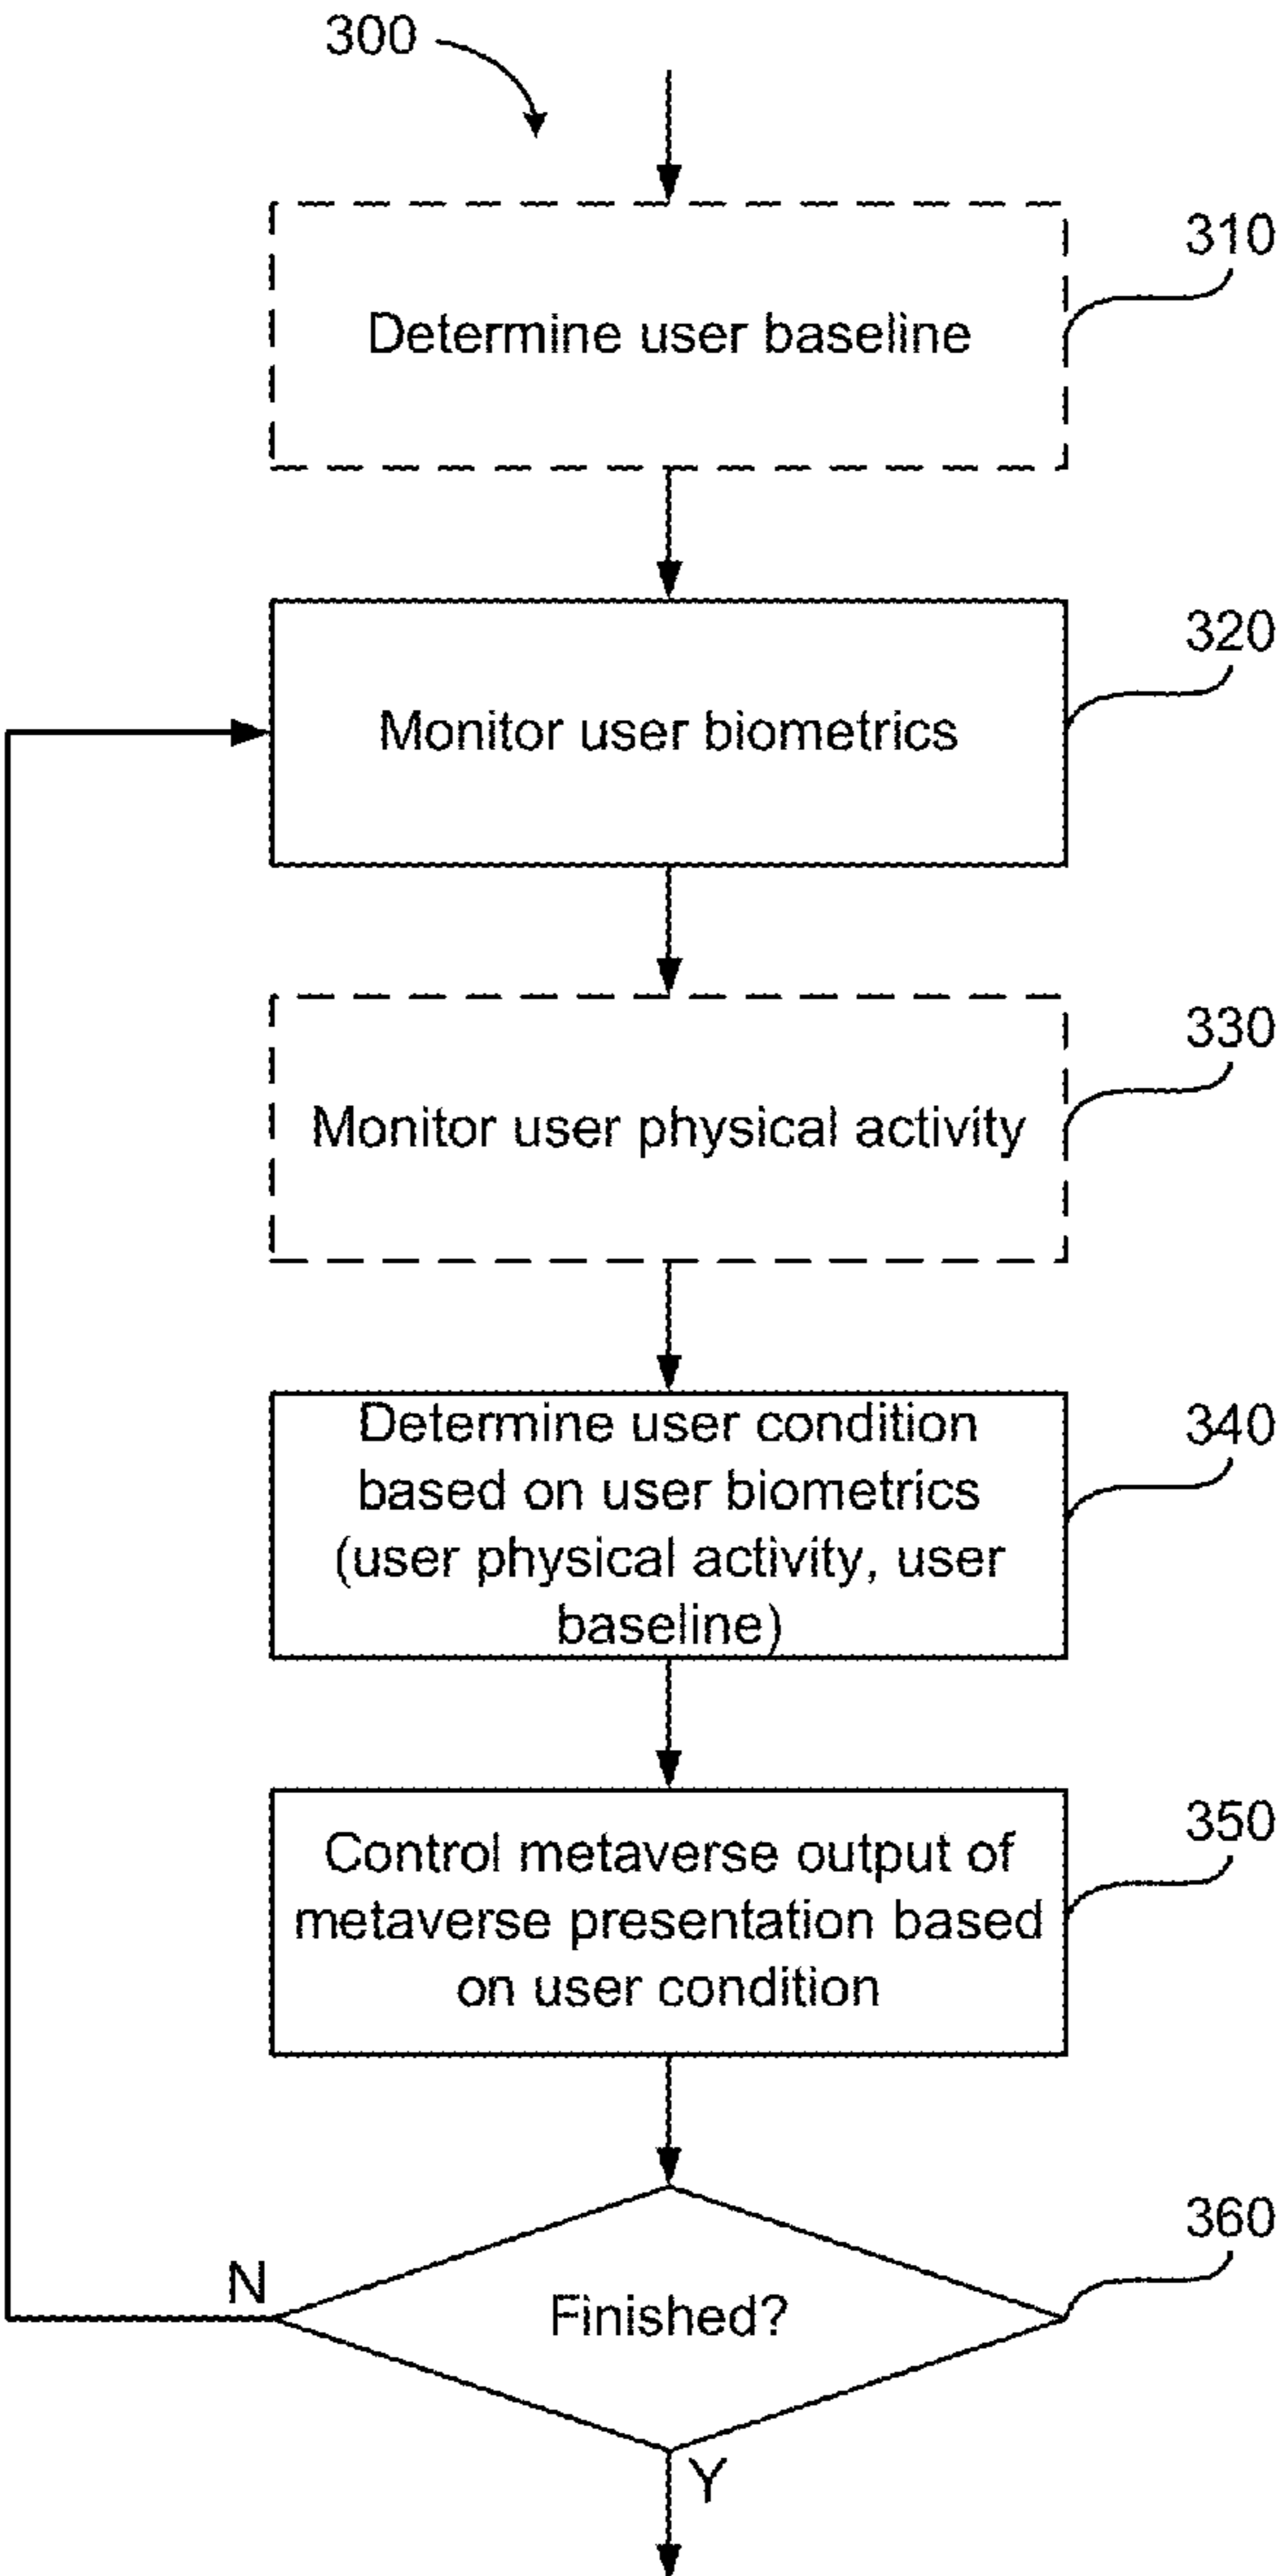 300
310
Determine user baseline
320
Monitor user biometrics
330
Monitor user physical activity
340
Determine user condition
based on user biometrics
(user physical activity, user
baseline)
350
Control metaverse output of
metaverse presentation based
on user condition
360
N
Finished?
Y